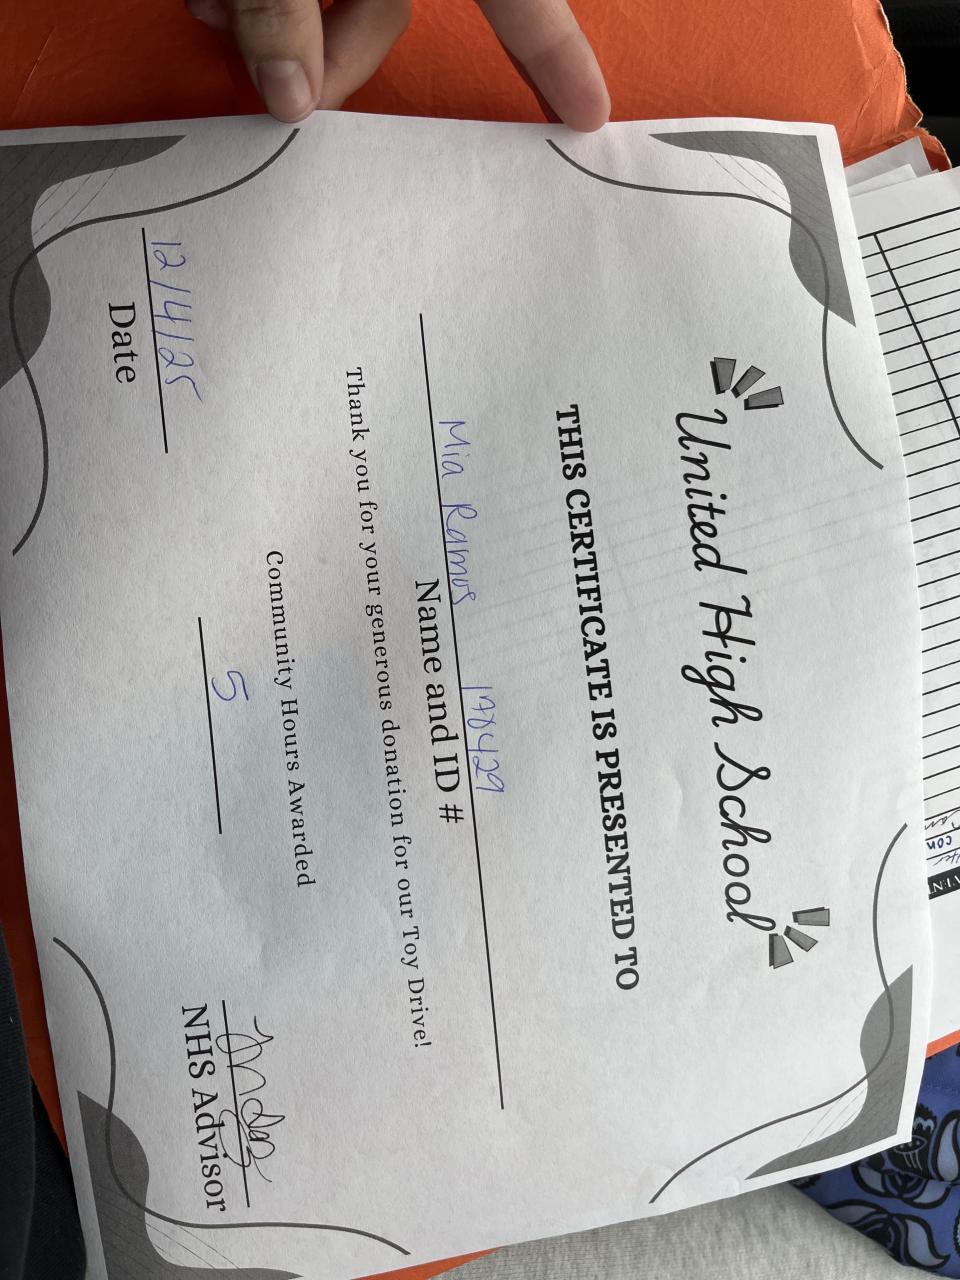 United High School
THIS CERTIFICATE IS PRESENTED TO
Mia Ramos 178429
Name and ID #
Thank you for your generous donation for our Toy Drive!
Community Hours Awarded
5
12/4/25
Date
NHS Advisor